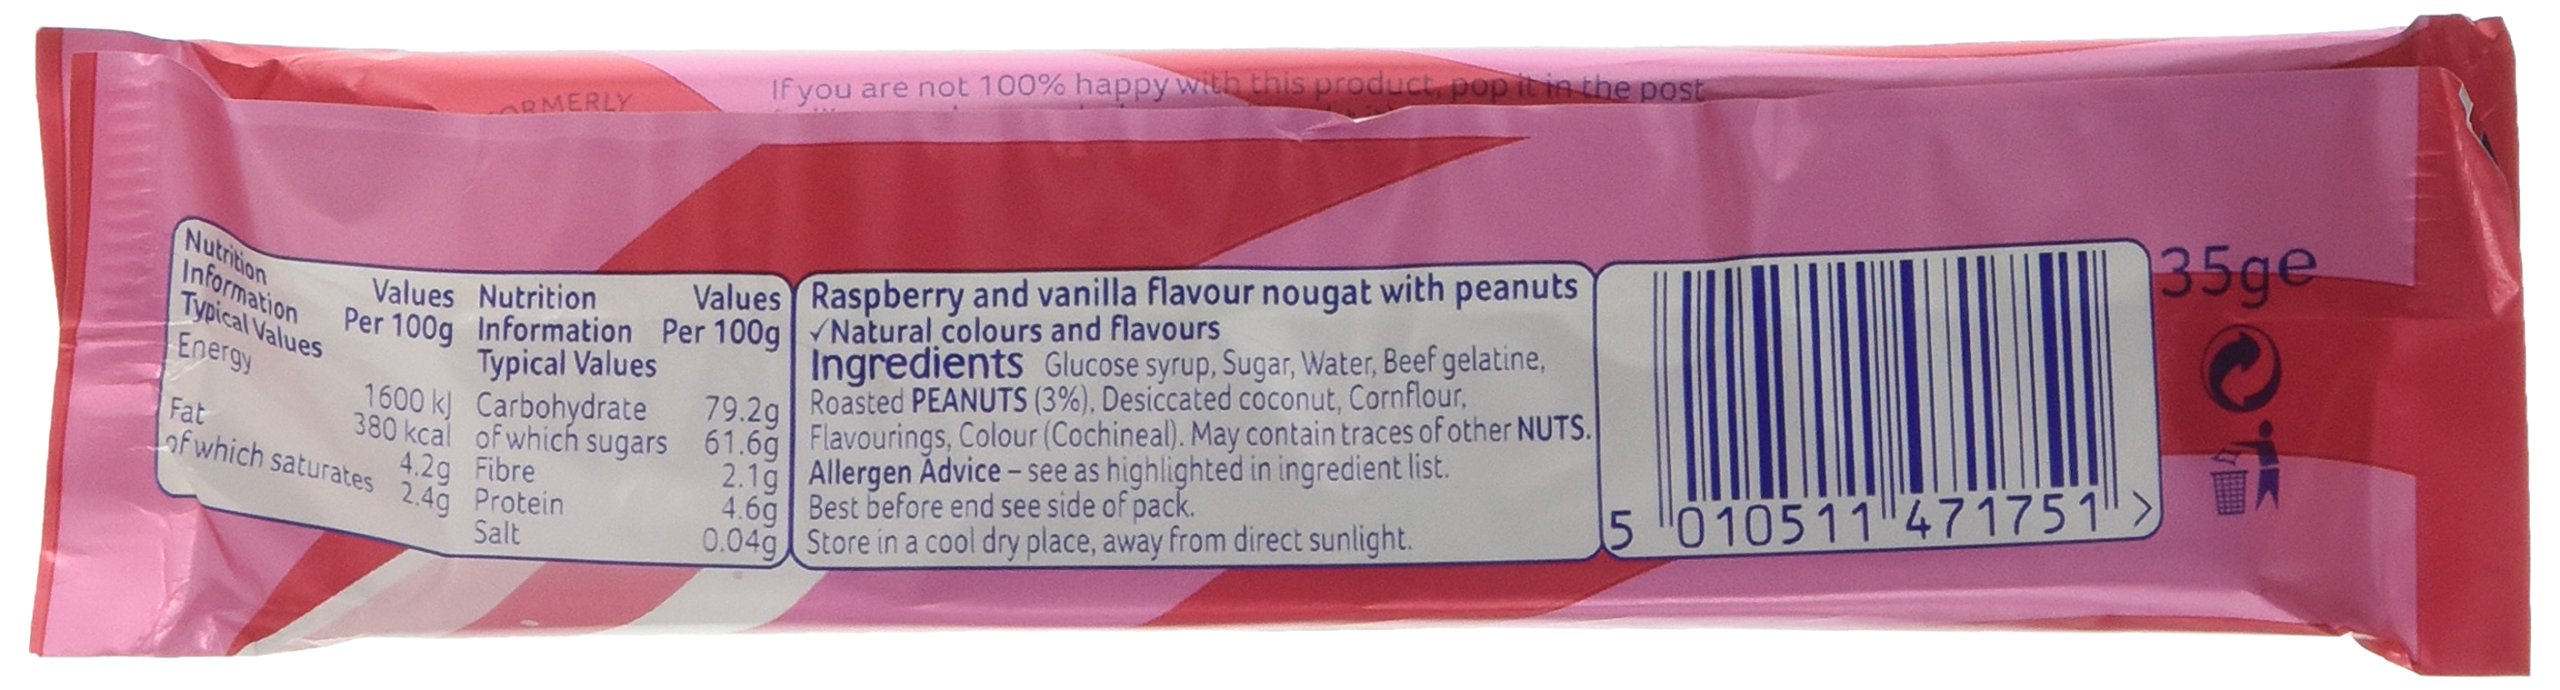 ORMERLY
If you are not 100% happy with this product, pop it in the post
Nutrition
Information
Typical Values
Values
Per 100g
Energy
1600 kJ
380 kcal
Fat 4.2g
of which saturates 2.4g
Nutrition
Information
Typical Values
Values
Per 100g
Carbohydrate 79.2g
of which sugars 61.6g
Fibre 2.1g
Protein 4.6g
Salt 0.04g
Raspberry and vanilla flavour nougat with peanuts
✓Natural colours and flavours
Ingredients Glucose syrup, Sugar, Water, Beef gelatine,
Roasted PEANUTS (3%), Desiccated coconut, Cornflour,
Flavourings, Colour (Cochineal). May contain traces of other NUTS.
Allergen Advice – see as highlighted in ingredient list.
Best before end see side of pack.
Store in a cool dry place, away from direct sunlight.
5 010511 471751 >
35g e